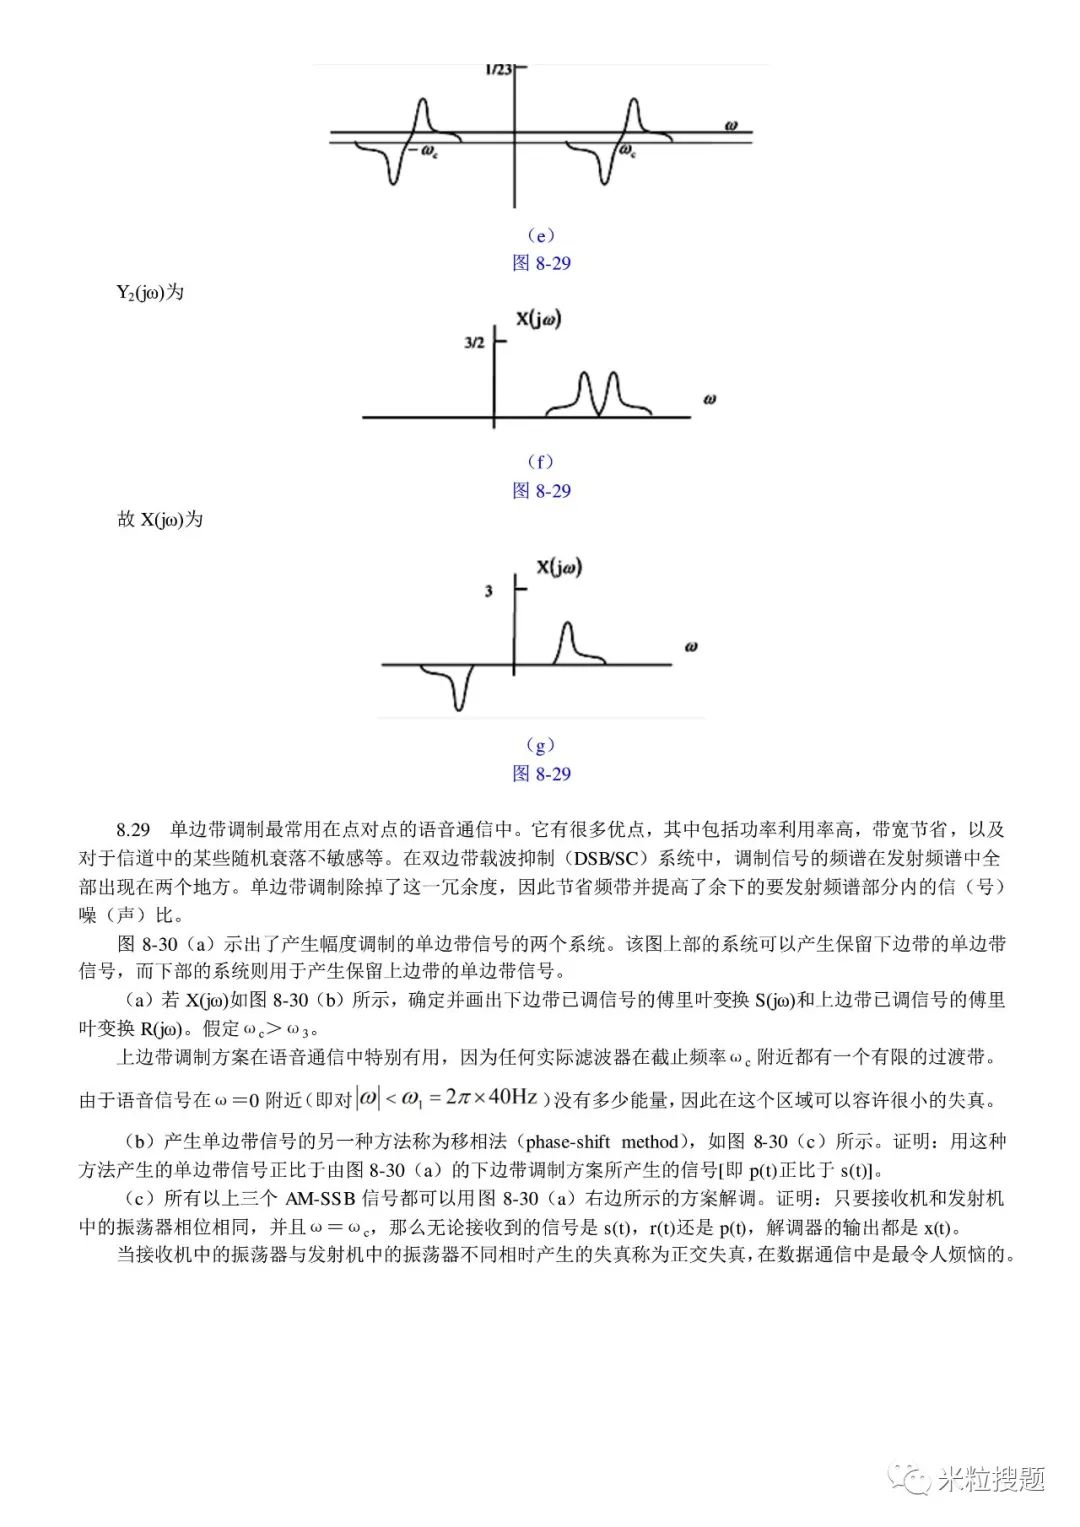 1/23
ω
−ω_c
ω_c
（e）
图 8-29
Y₂(jω)为
X(jω)
3/2
ω
（f）
图 8-29
故 X(jω)为
X(jω)
3
ω
（g）
图 8-29
8.29 单边带调制最常用在点对点的语音通信中。它有很多优点，其中包括功率利用率高，带宽节省，以及
对于信道中的某些随机衰落不敏感等。在双边带载波抑制（DSB/SC）系统中，调制信号的频谱在发射频谱中全
部出现在两个地方。单边带调制除掉了这一冗余度，因此节省频带并提高了余下的要发射频谱部分内的信（号）
噪（声）比。
图 8-30（a）示出了产生幅度调制的单边带信号的两个系统。该图上部的系统可以产生保留下边带的单边带
信号，而下部的系统则用于产生保留上边带的单边带信号。
（a）若 X(jω)如图 8-30（b）所示，确定并画出下边带已调信号的傅里叶变换 S(jω)和上边带已调信号的傅里
叶变换 R(jω)。假定 ω_c＞ω₃。
上边带调制方案在语音通信中特别有用，因为任何实际滤波器在截止频率 ω_c 附近都有一个有限的过渡带。
由于语音信号在 ω＝0 附近（即对 |ω| < ω₁ = 2π×40Hz ）没有多少能量，因此在这个区域可以容许很小的失真。
（b）产生单边带信号的另一种方法称为移相法（phase-shift method），如图 8-30（c）所示。证明：用这种
方法产生的单边带信号正比于由图 8-30（a）的下边带调制方案所产生的信号[即 p(t)正比于 s(t)]。
（c）所有以上三个 AM-SSB 信号都可以用图 8-30（a）右边所示的方案解调。证明：只要接收机和发射机
中的振荡器相位相同，并且 ω＝ω_c，那么无论接收到的信号是 s(t)，r(t)还是 p(t)，解调器的输出都是 x(t)。
当接收机中的振荡器与发射机中的振荡器不同相时产生的失真称为正交失真，在数据通信中是最令人烦恼的。
米粒搜题